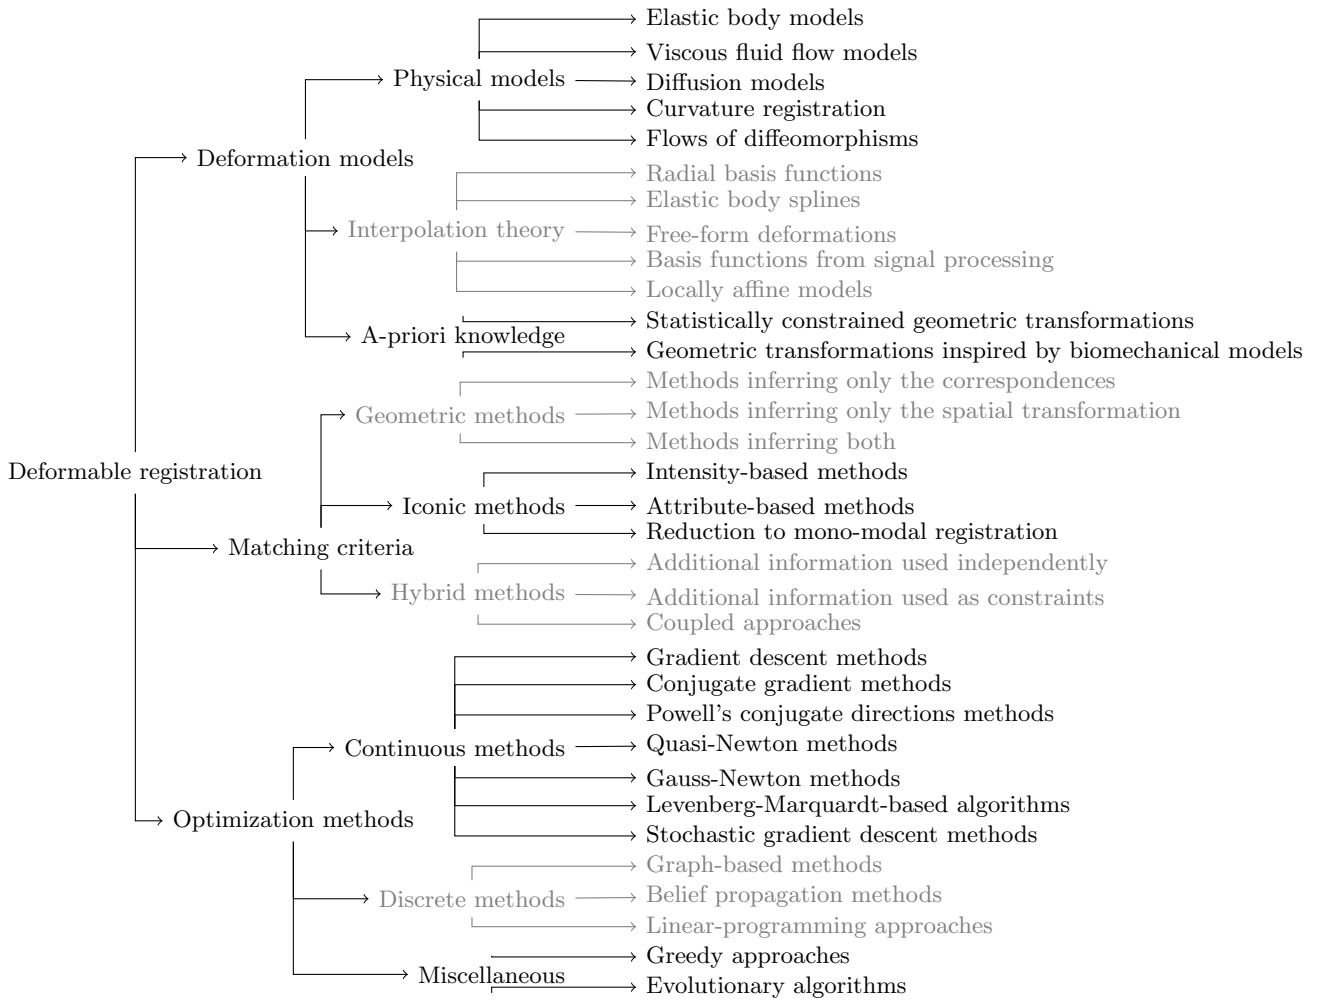 Elastic body models
Viscous fluid flow models
Physical models
Diffusion models
Curvature registration
Flows of diffeomorphisms
Deformation models
Radial basis functions
Elastic body splines
Interpolation theory
Free-form deformations
Basis functions from signal processing
Locally affine models
Statistically constrained geometric transformations
A-priori knowledge
Geometric transformations inspired by biomechanical models
Methods inferring only the correspondences
Geometric methods
Methods inferring only the spatial transformation
Methods inferring both
Deformable registration
Intensity-based methods
Iconic methods
Attribute-based methods
Reduction to mono-modal registration
Matching criteria
Additional information used independently
Hybrid methods
Additional information used as constraints
Coupled approaches
Gradient descent methods
Conjugate gradient methods
Powell's conjugate directions methods
Continuous methods
Quasi-Newton methods
Gauss-Newton methods
Levenberg-Marquardt-based algorithms
Optimization methods
Stochastic gradient descent methods
Graph-based methods
Discrete methods
Belief propagation methods
Linear-programming approaches
Greedy approaches
Miscellaneous
Evolutionary algorithms